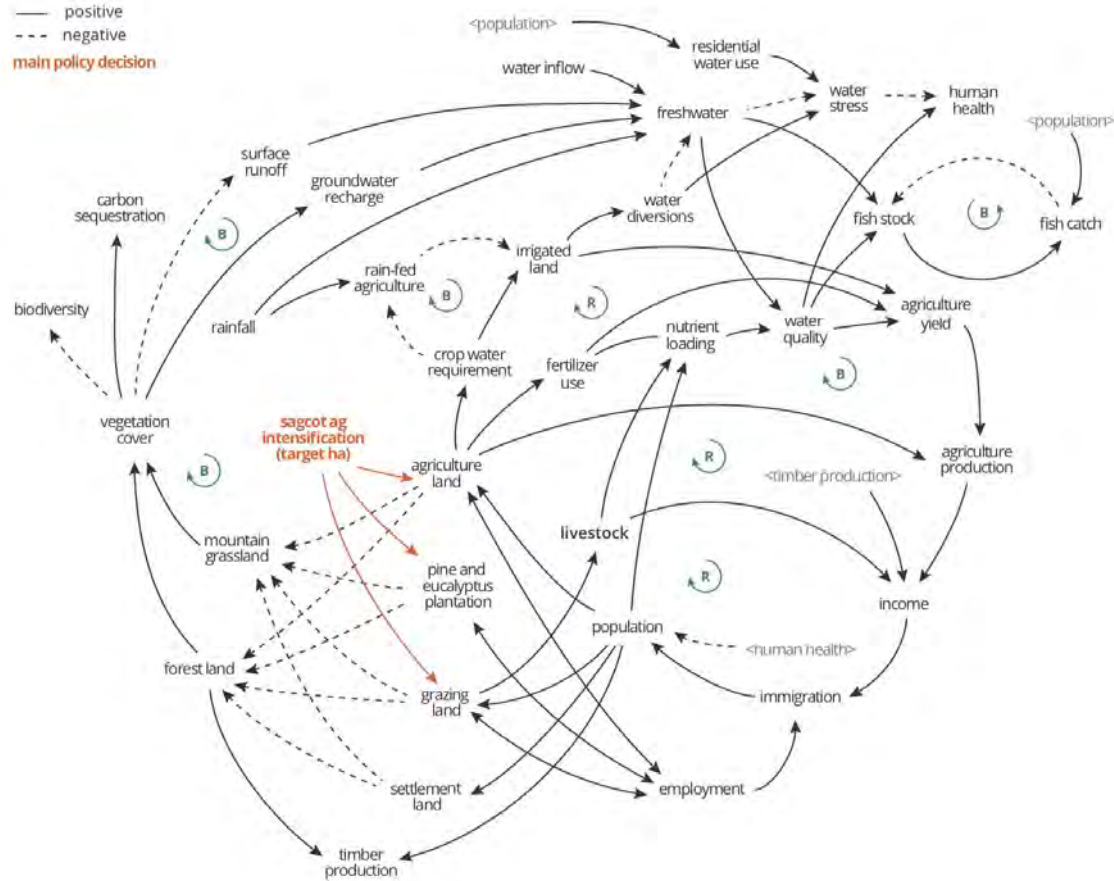 positive
negative
main policy decision
<population>
residential
water use
water inflow
water
stress
human
health
freshwater
<population>
surface
runoff
groundwater
recharge
carbon
sequestration
water
diversions
fish stock
B
fish catch
B
irrigated
land
rain-fed
agriculture
B
R
biodiversity
rainfall
nutrient
loading
water
quality
agriculture
yield
crop water
requirement
fertilizer
use
B
vegetation
cover
sagcot ag
intensification
(target ha)
B
agriculture
land
R
agriculture
production
<timber production>
livestock
mountain
grassland
pine and
eucalyptus
plantation
R
income
population
<human health>
forest land
grazing
land
immigration
settlement
land
employment
timber
production